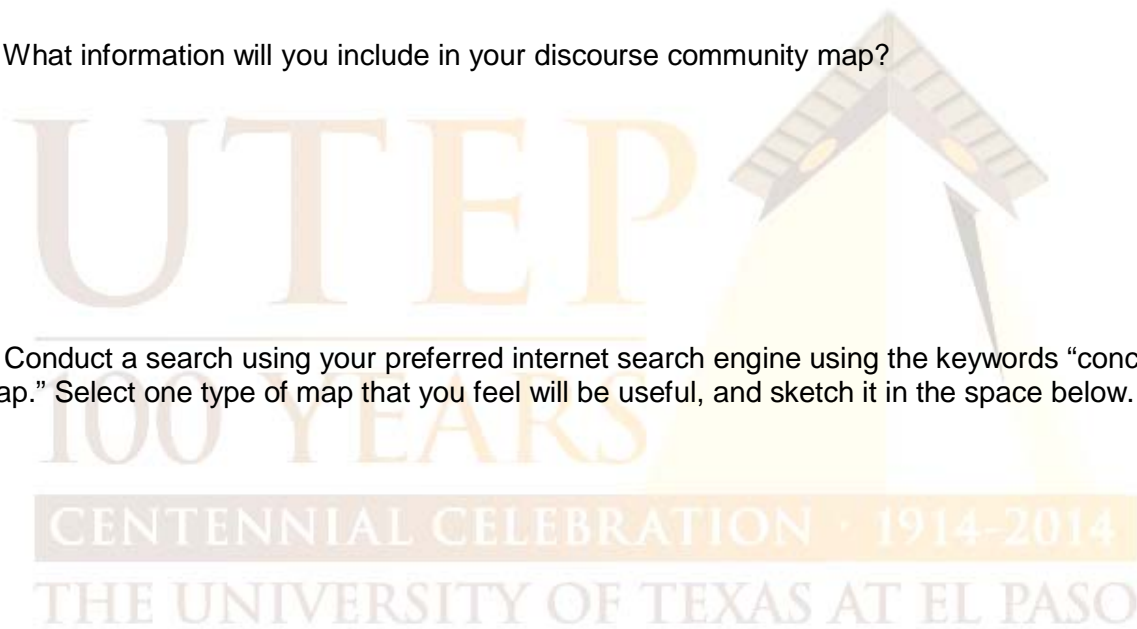 What information will you include in your discourse community map?
UTEP
Conduct a search using your preferred internet search engine using the keywords “conc
ap.” Select one type of map that you feel will be useful, and sketch it in the space below.
100 YEARS
CENTENNIAL CELEBRATION · 1914-2014
THE UNIVERSITY OF TEXAS AT EL PASO